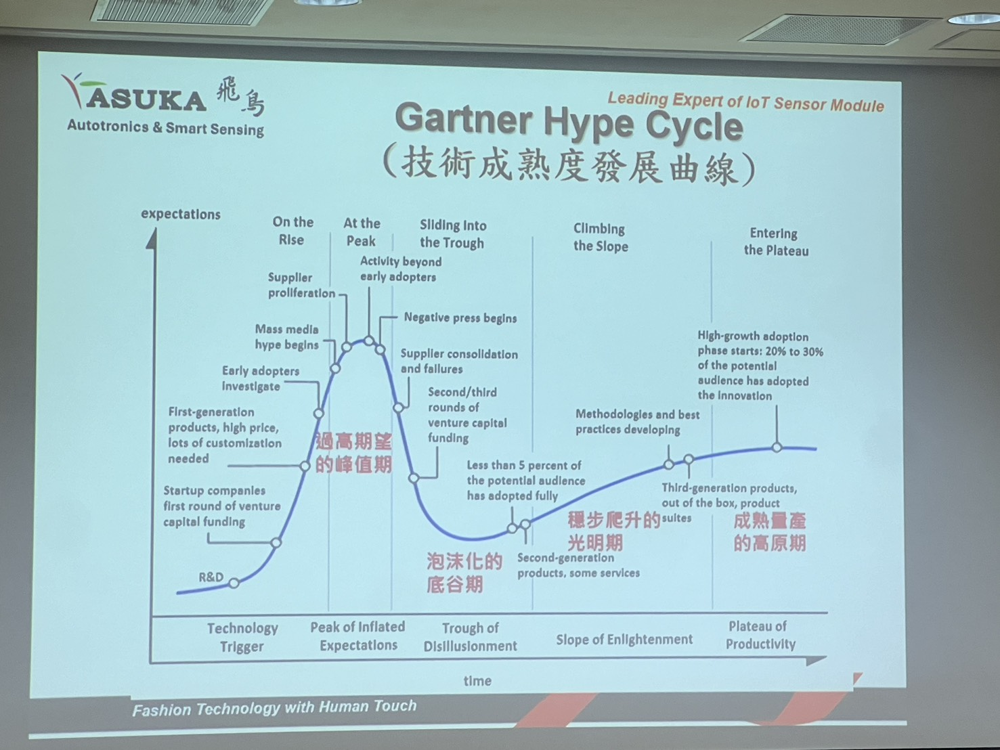 ASUKA 飛鳥
Autotronics & Smart Sensing
Leading Expert of IoT Sensor Module
Gartner Hype Cycle
（技術成熟度發展曲線）
expectations
On the
Rise
At the
Peak
Sliding Into
the Trough
Climbing
the Slope
Entering
the Plateau
Activity beyond
early adopters
Supplier
proliferation
Negative press begins
Mass media
hype begins
Supplier consolidation
and failures
Early adopters
investigate
Second/third
rounds of
venture capital
funding
First-generation
products, high price,
lots of customization
needed
過高期望
的峰值期
Startup companies
first round of venture
capital funding
R&D
Less than 5 percent of
the potential audience
has adopted fully
泡沫化的
底谷期
Second-generation
products, some services
Methodologies and best
practices developing
High-growth adoption
phase starts: 20% to 30%
of the potential
audience has adopted
the innovation
Third-generation products,
out of the box, product
suites
穩步爬升的
光明期
成熟量產
的高原期
Technology
Trigger
Peak of Inflated
Expectations
Trough of
Disillusionment
Slope of Enlightenment
Plateau of
Productivity
time
Fashion Technology with Human Touch